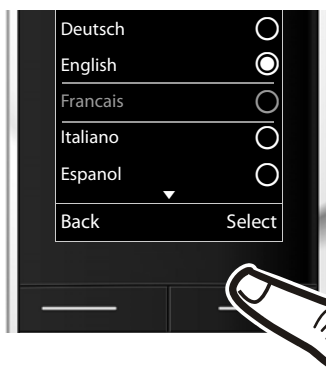 Deutsch
English
Francais
Italiano
Espanol
Back Select